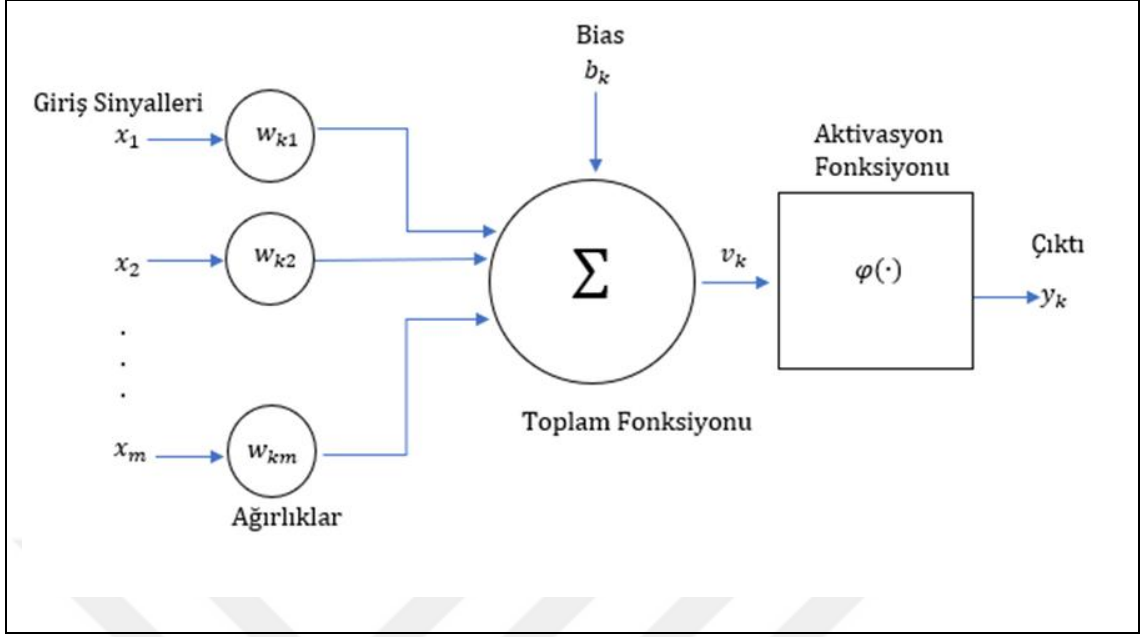 Bias
b_k
Giriş Sinyalleri
x_1
w_k1
Aktivasyon
Fonksiyonu
x_2
w_k2
Σ
v_k
φ(·)
Çıktı
y_k
.
.
.
Toplam Fonksiyonu
x_m
w_km
Ağırlıklar